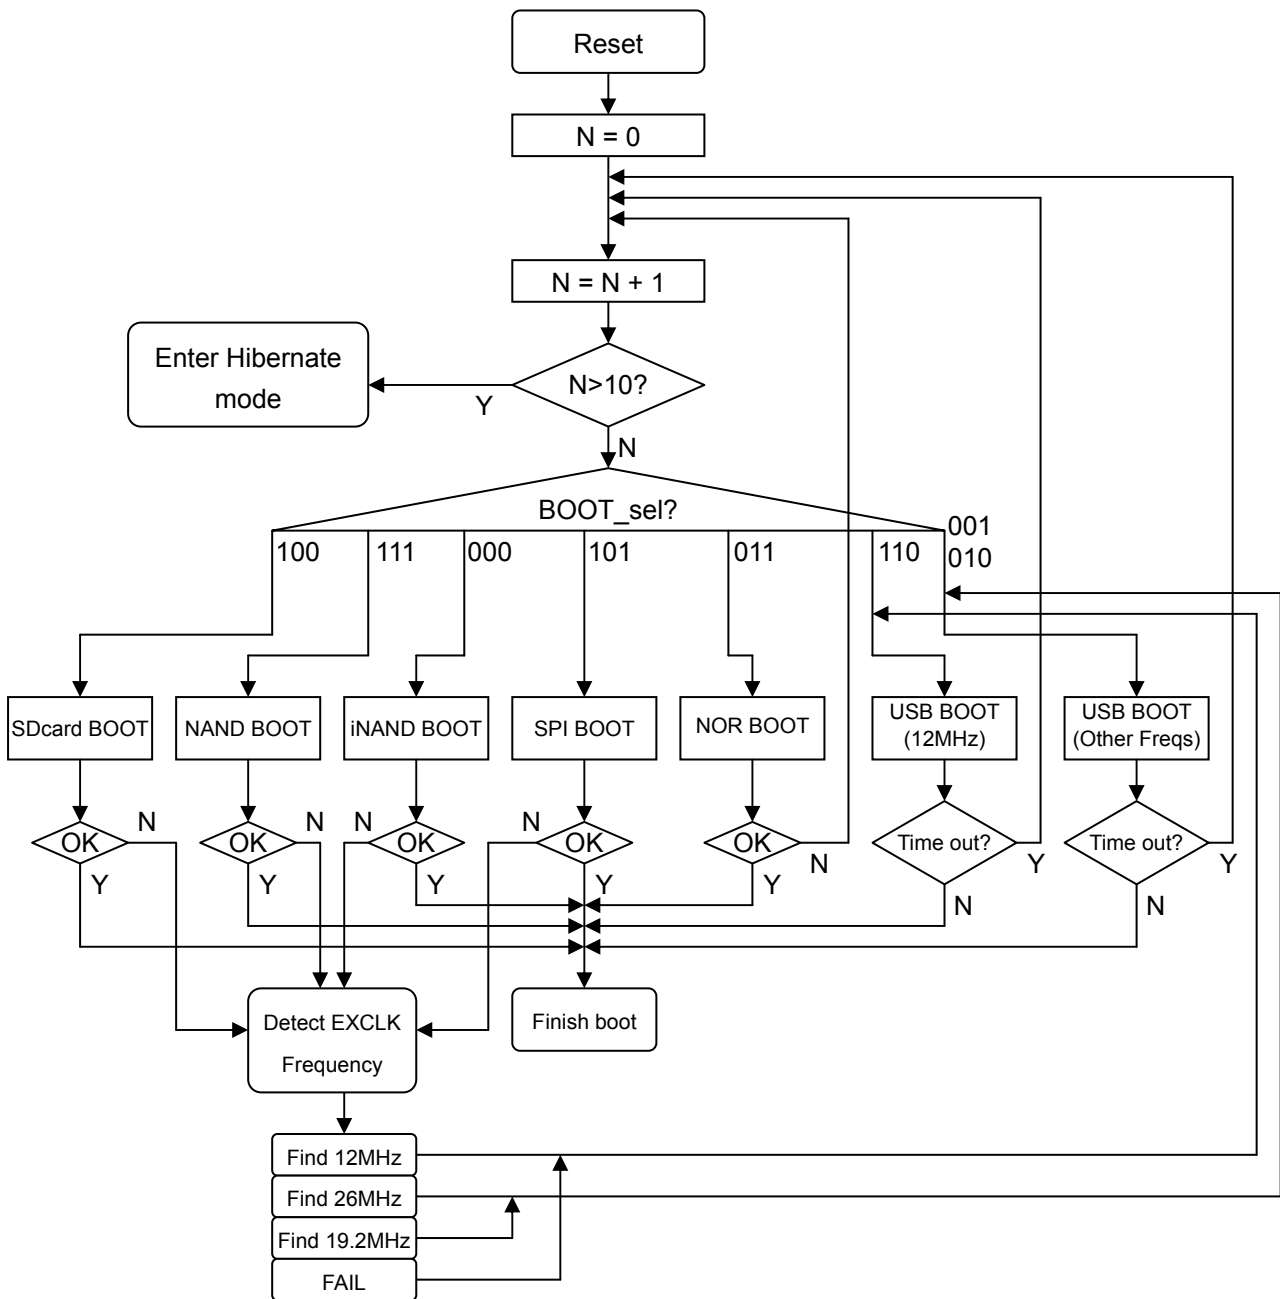 Reset
N = 0
N = N + 1
Enter Hibernate
mode
N>10?
Y
N
BOOT_sel?
100
111
000
101
011
110
001
010
SDcard BOOT
NAND BOOT
iNAND BOOT
SPI BOOT
NOR BOOT
USB BOOT
(12MHz)
USB BOOT
(Other Freqs)
OK
N
Y
OK
N
Y
N
OK
Y
N
OK
Y
OK
N
Y
Time out?
Y
N
Time out?
Y
N
Detect EXCLK
Frequency
Finish boot
Find 12MHz
Find 26MHz
Find 19.2MHz
FAIL